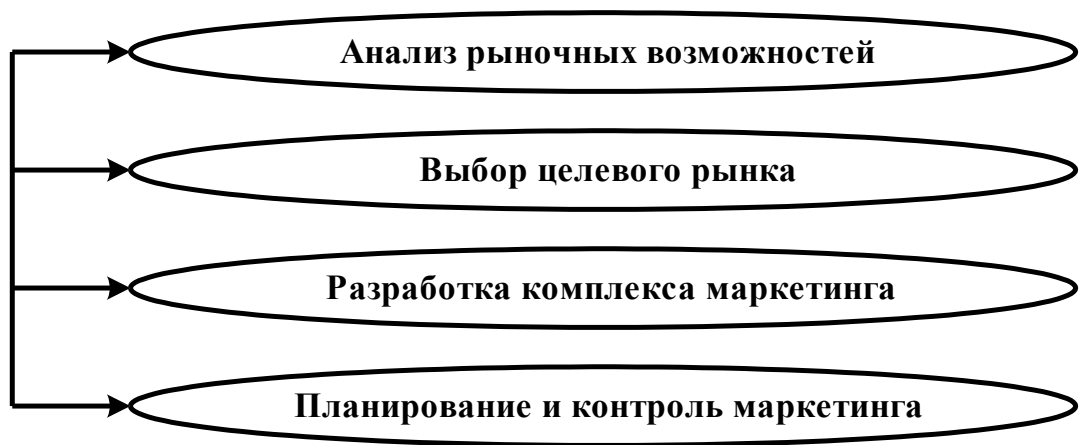 Анализ рыночных возможностей
Выбор целевого рынка
Разработка комплекса маркетинга
Планирование и контроль маркетинга